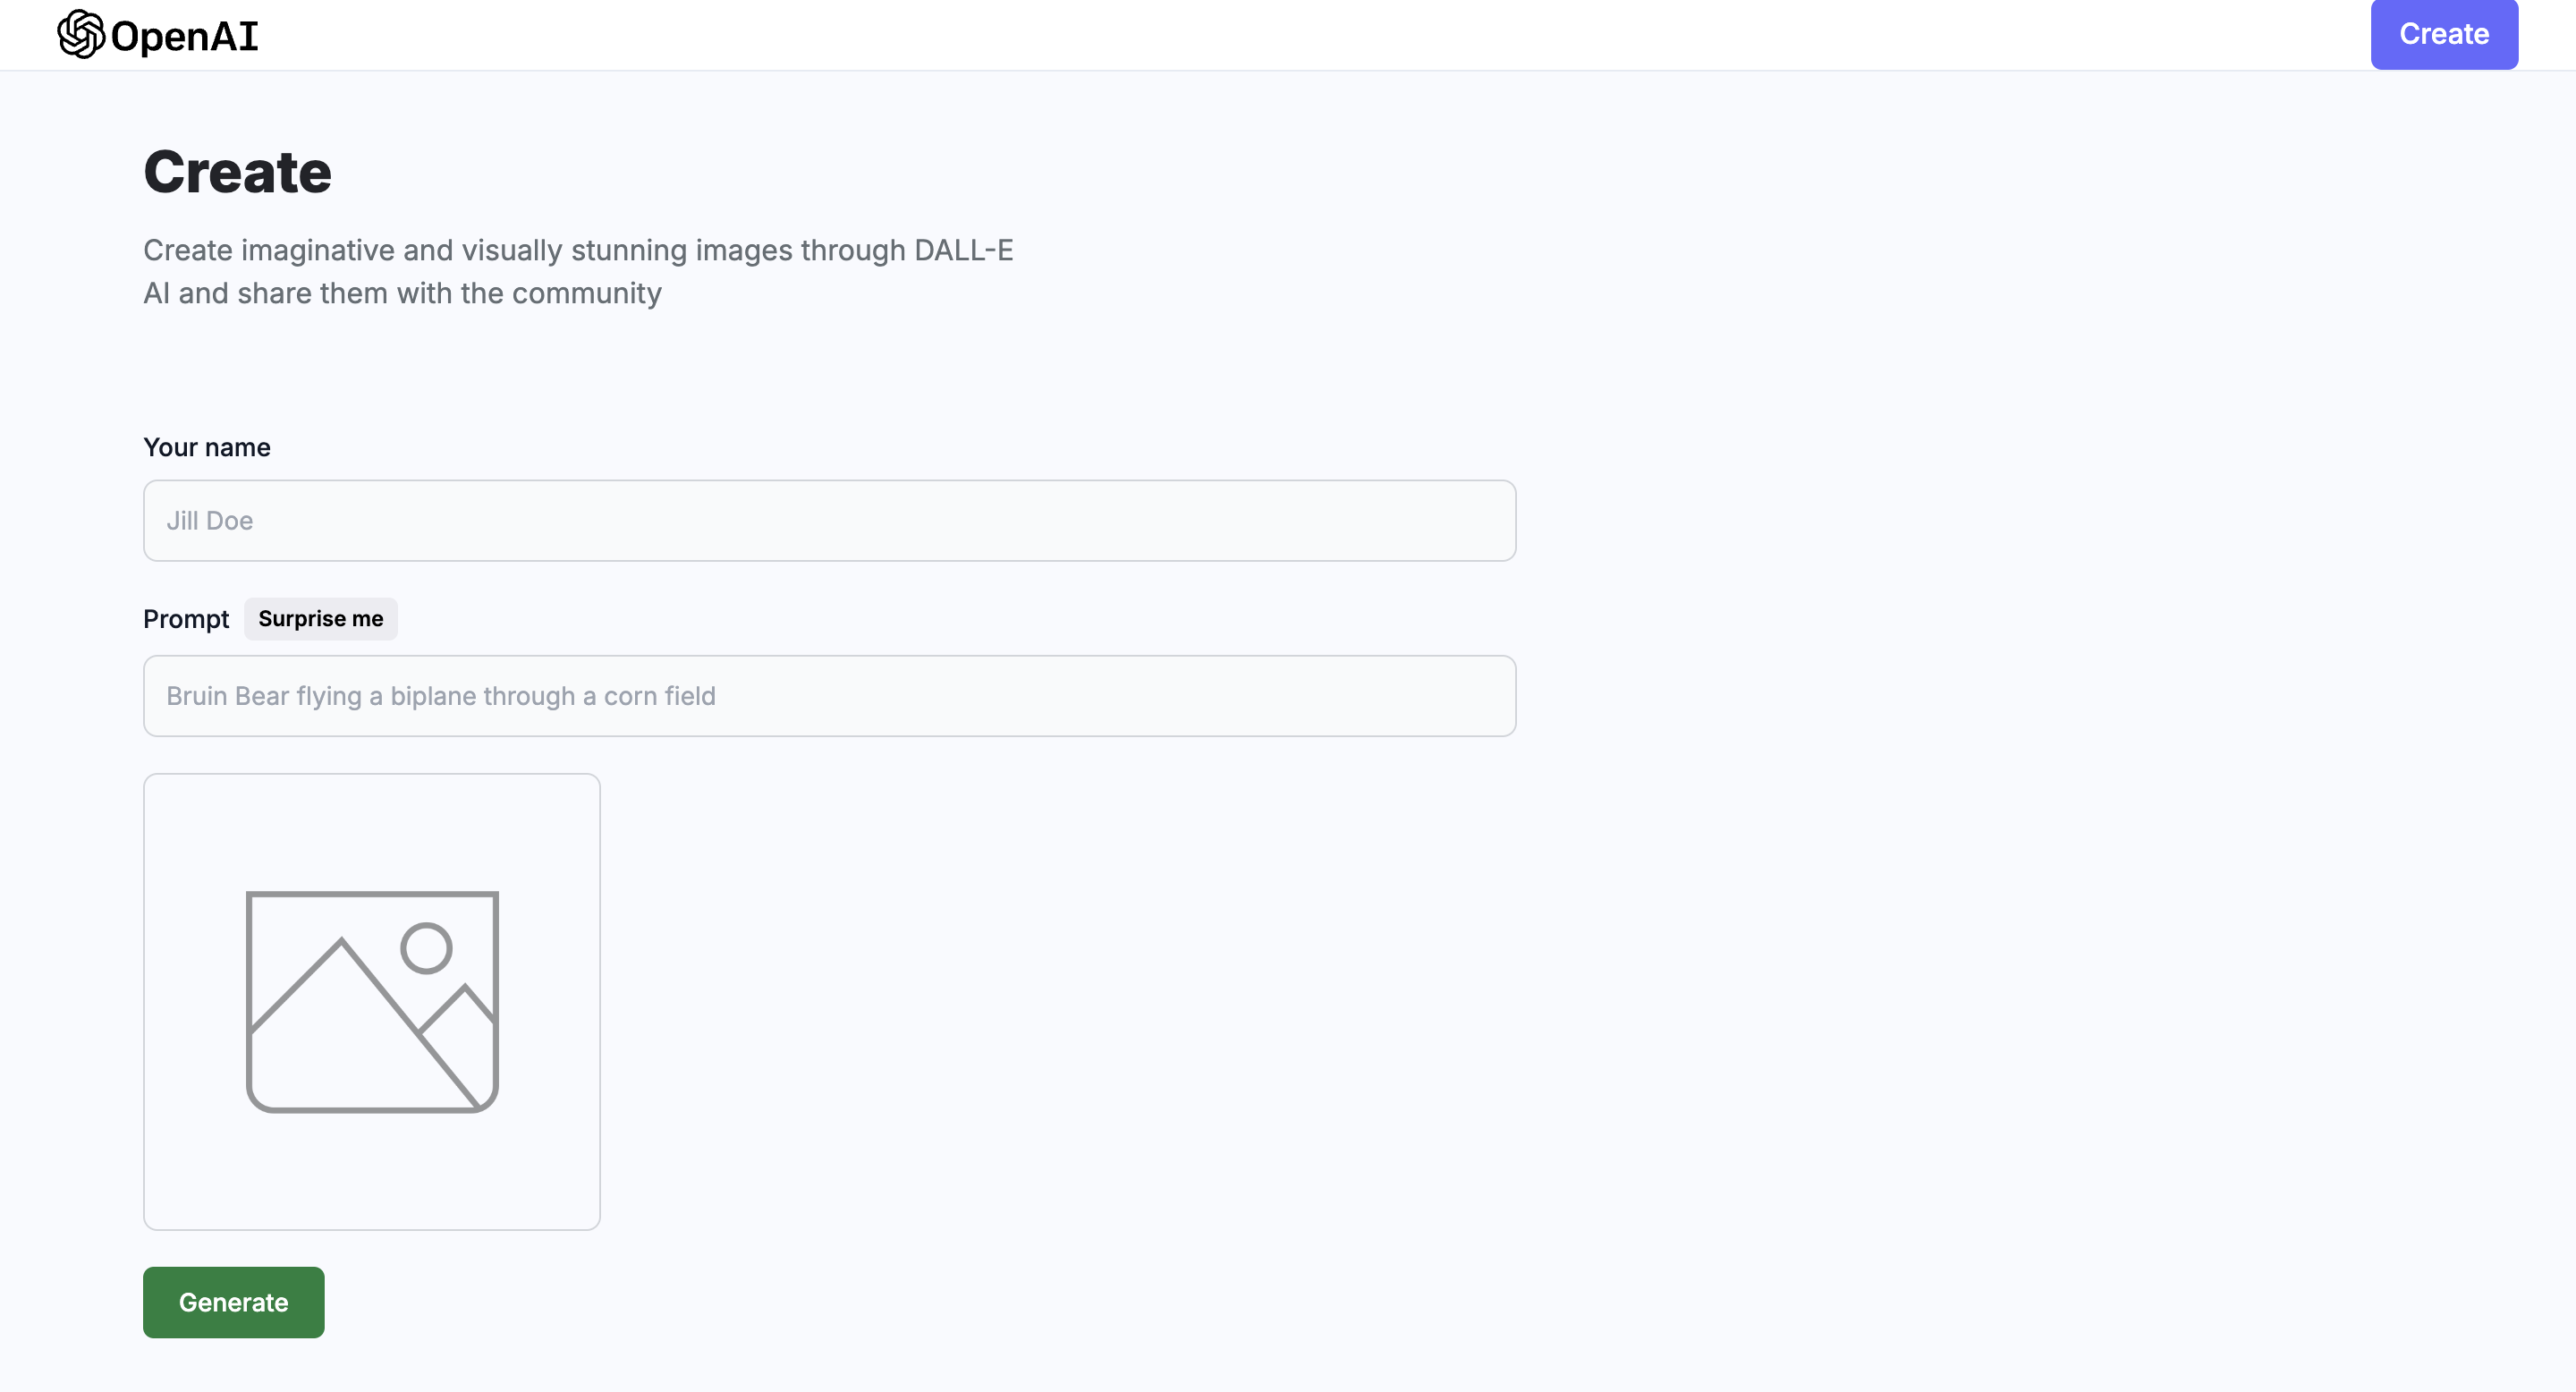 OpenAI
Create
Create
Create imaginative and visually stunning images through DALL-E
AI and share them with the community
Your name
Jill Doe
Prompt
Surprise me
Bruin Bear flying a biplane through a corn field
Generate